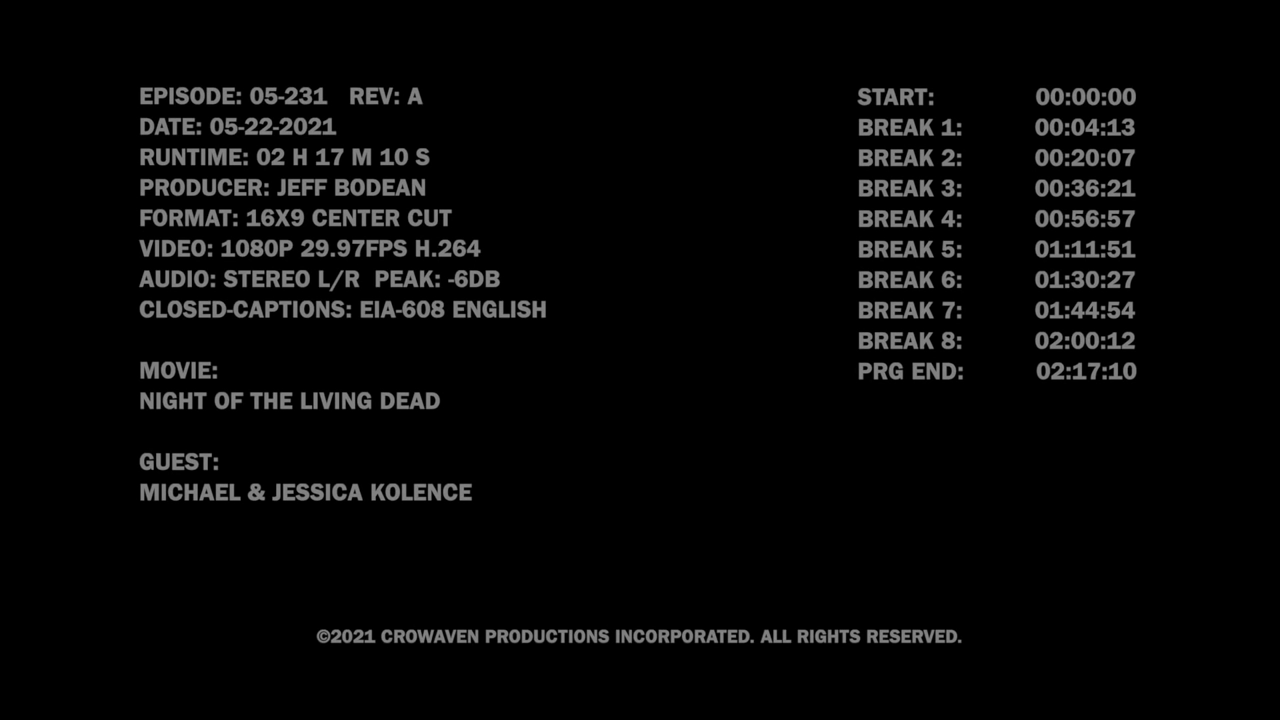 EPISODE: 05-231 REV: A
DATE: 05-22-2021
RUNTIME: 02 H 17 M 10 S
PRODUCER: JEFF BODEAN
FORMAT: 16X9 CENTER CUT
VIDEO: 1080P 29.97FPS H.264
AUDIO: STEREO L/R PEAK: -6DB
CLOSED-CAPTIONS: EIA-608 ENGLISH
MOVIE:
NIGHT OF THE LIVING DEAD
GUEST:
MICHAEL & JESSICA KOLENCE
START: 00:00:00
BREAK 1: 00:04:13
BREAK 2: 00:20:07
BREAK 3: 00:36:21
BREAK 4: 00:56:57
BREAK 5: 01:11:51
BREAK 6: 01:30:27
BREAK 7: 01:44:54
BREAK 8: 02:00:12
PRG END: 02:17:10
©2021 CROWAVEN PRODUCTIONS INCORPORATED. ALL RIGHTS RESERVED.